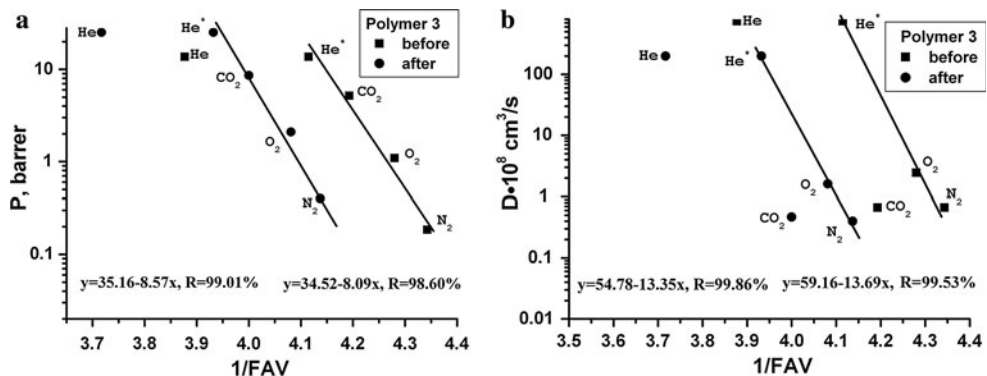 a
P, barrer
10
1
0.1
He
He*
He
CO2
O2
N2
He*
CO2
O2
N2
Polymer 3
before
after
y=35.16-8.57x, R=99.01%
y=34.52-8.09x, R=98.60%
3.7 3.8 3.9 4.0 4.1 4.2 4.3 4.4
1/FAV
b
D•10⁸ cm³/s
100
10
1
0.1
0.01
He
He
He*
O2
CO2
N2
He*
O2
CO2
N2
Polymer 3
before
after
y=54.78-13.35x, R=99.86%
y=59.16-13.69x, R=99.53%
3.5 3.6 3.7 3.8 3.9 4.0 4.1 4.2 4.3 4.4
1/FAV